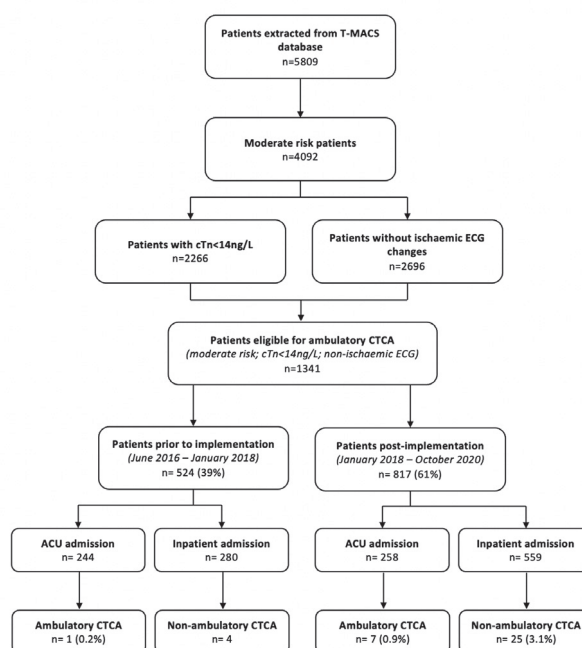 Patients extracted from T-MACS
database
n=5809
Moderate risk patients
n=4092
Patients with cTn<14ng/L
n=2266
Patients without ischaemic ECG
changes
n=2696
Patients eligible for ambulatory CTCA
(moderate risk; cTn<14ng/L; non-ischaemic ECG)
n=1341
Patients prior to implementation
(June 2016 – January 2018)
n= 524 (39%)
Patients post-implementation
(January 2018 – October 2020)
n= 817 (61%)
ACU admission
n= 244
Inpatient admission
n= 280
ACU admission
n= 258
Inpatient admission
n= 559
Ambulatory CTCA
n= 1 (0.2%)
Non-ambulatory CTCA
n= 4
Ambulatory CTCA
n= 7 (0.9%)
Non-ambulatory CTCA
n= 25 (3.1%)